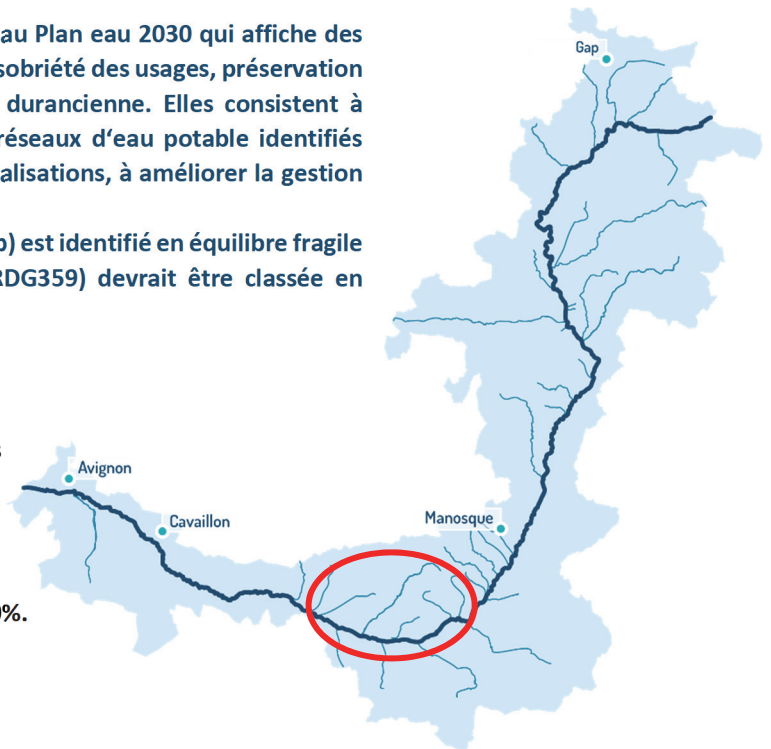 au Plan eau 2030 qui affiche des
sobriété des usages, préservation
durancienne. Elles consistent à
réseaux d'eau potable identifiés
alisations, à améliorer la gestion
) est identifié en équilibre fragile
RDG359) devrait être classée en
Gap
Avignon
Cavaillon
Manosque
%.